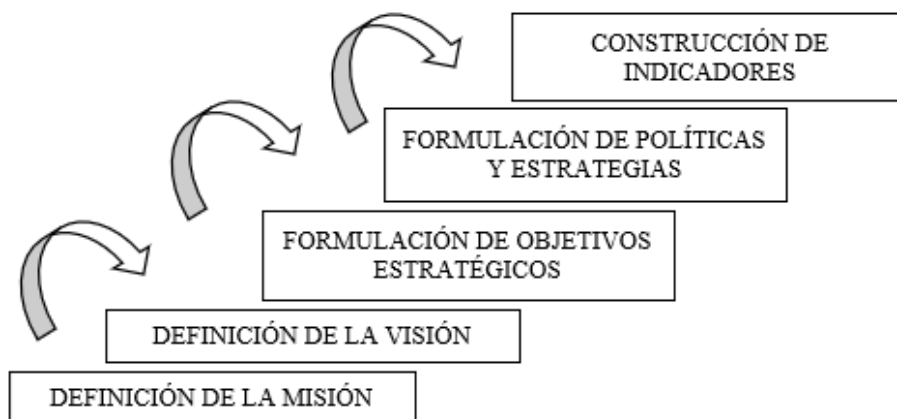 CONSTRUCCIÓN DE
INDICADORES
FORMULACIÓN DE POLÍTICAS
Y ESTRATEGIAS
FORMULACIÓN DE OBJETIVOS
ESTRATÉGICOS
DEFINICIÓN DE LA VISIÓN
DEFINICIÓN DE LA MISIÓN